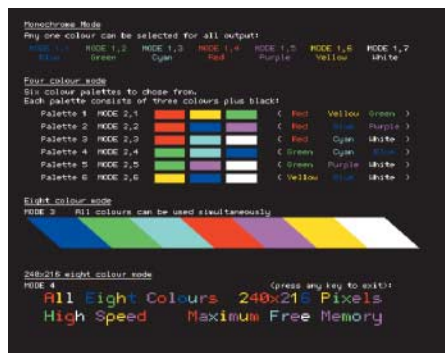 Monochrome Mode
Any one colour can be selected for all output:
MODE 1,1 MODE 1,2 MODE 1,3 MODE 1,4 MODE 1,5 MODE 1,6 MODE 1,7
Blue Green Cyan Red Purple Yellow White
Four colour mode
Six colour palettes to chose from.
Each palette consists of three colours plus black:
Palette 1 MODE 2,1 ( Red Yellow Green )
Palette 2 MODE 2,2 ( Red Blue Purple )
Palette 3 MODE 2,3 ( Red Cyan White )
Palette 4 MODE 2,4 ( Green Cyan Blue )
Palette 5 MODE 2,5 ( Green Purple White )
Palette 6 MODE 2,6 ( Yellow Blue White )
Eight colour mode
MODE 3 All colours can be used simultaneously
240x216 eight colour mode
MODE 4 (press any key to exit):
All Eight Colours 240x216 Pixels
High Speed Maximum Free Memory